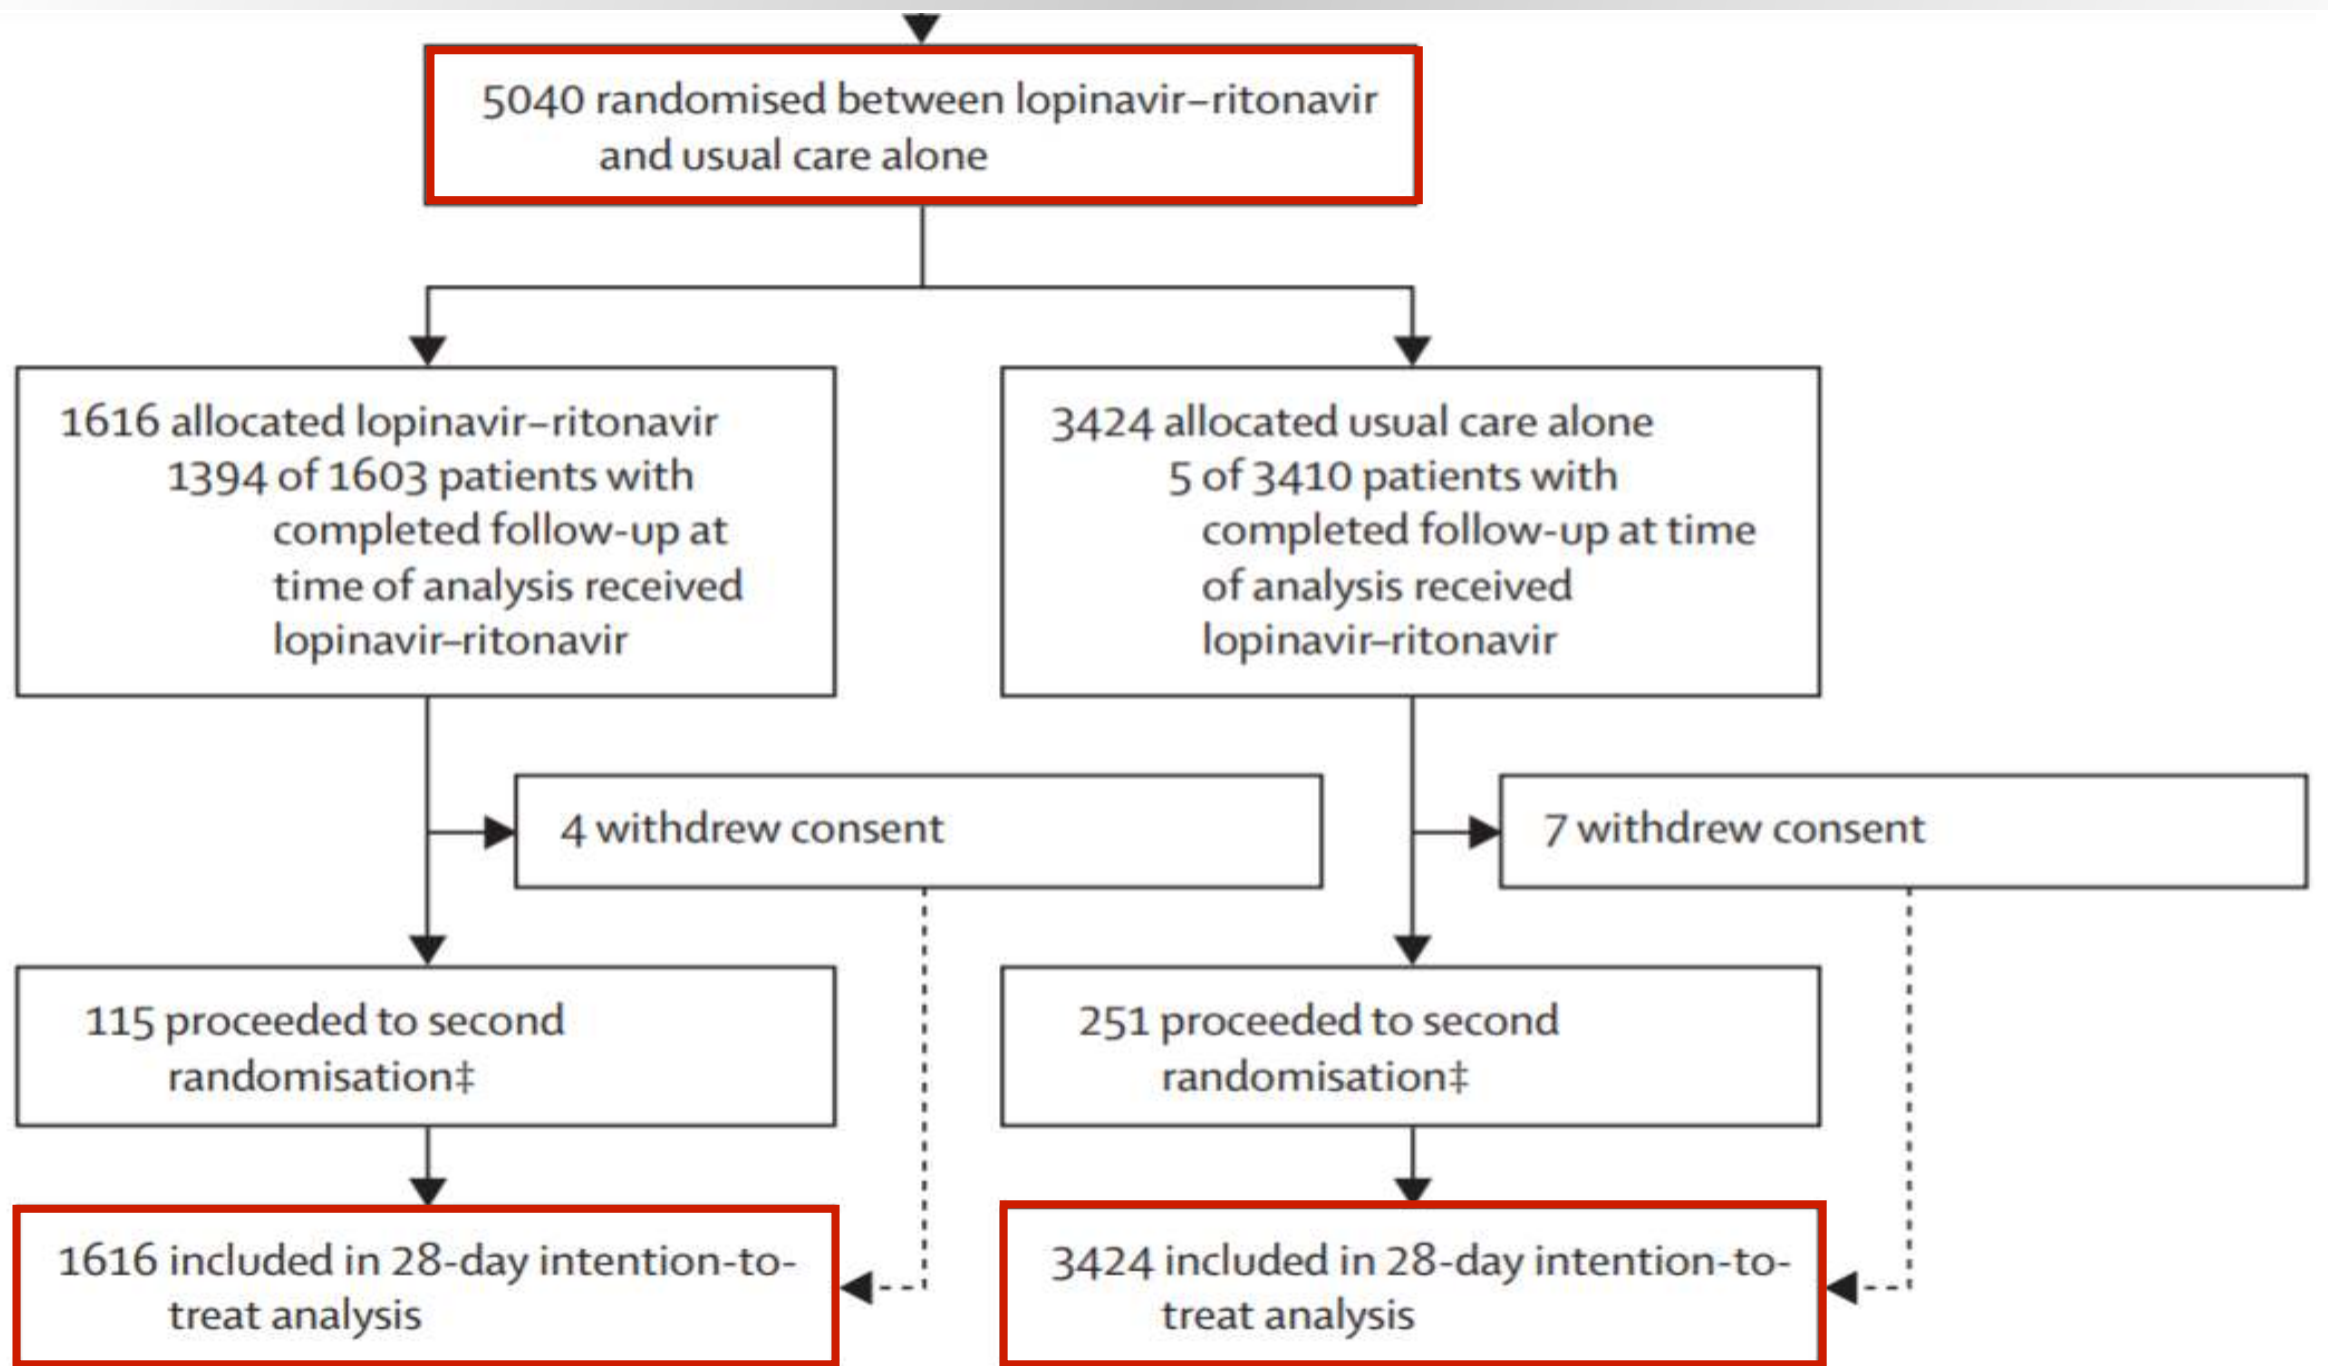 5040 randomised between lopinavir–ritonavir
and usual care alone
1616 allocated lopinavir–ritonavir
1394 of 1603 patients with
completed follow-up at
time of analysis received
lopinavir–ritonavir
3424 allocated usual care alone
5 of 3410 patients with
completed follow-up at time
of analysis received
lopinavir–ritonavir
4 withdrew consent
7 withdrew consent
115 proceeded to second
randomisation‡
251 proceeded to second
randomisation‡
1616 included in 28-day intention-to-
treat analysis
3424 included in 28-day intention-to-
treat analysis